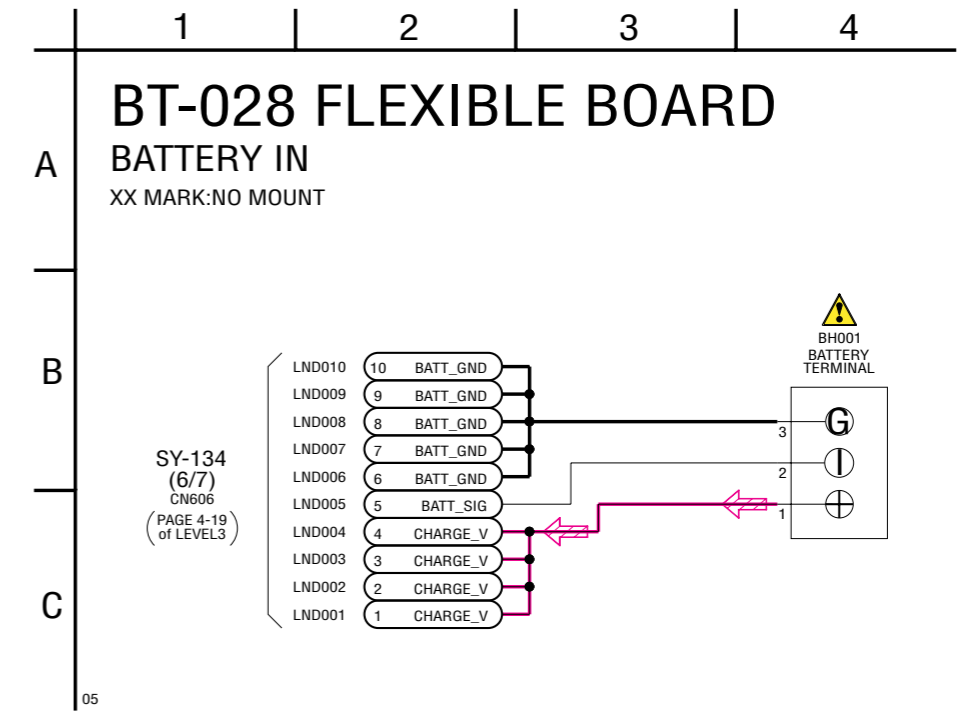 1 2 3 4
BT-028 FLEXIBLE BOARD
A
BATTERY IN
XX MARK:NO MOUNT
BH001
BATTERY
TERMINAL
B
LND010 10 BATT_GND
LND009 9 BATT_GND
LND008 8 BATT_GND
3 G
LND007 7 BATT_GND
SY-134
(6/7)
CN606
(PAGE 4-19
of LEVEL3)
2
LND006 6 BATT_GND
LND005 5 BATT_SIG
1
LND004 4 CHARGE_V
LND003 3 CHARGE_V
LND002 2 CHARGE_V
C
LND001 1 CHARGE_V
05